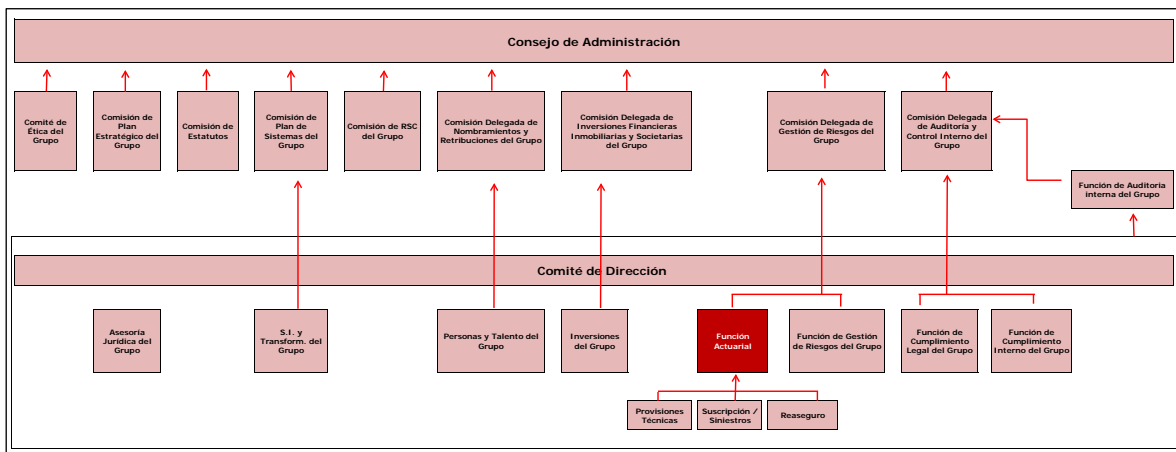 Consejo de Administración
Comité de
Ética del
Grupo
Comisión de
Plan
Estratégico del
Grupo
Comisión de
Estatutos
Comisión de
Plan de
Sistemas del
Grupo
Comisión de RSC
del Grupo
Comisión Delegada de
Nombramientos y
Retribuciones del Grupo
Comisión Delegada de
Inversiones Financieras
Inmobiliarias y Societarias
del Grupo
Comisión Delegada de
Gestión de Riesgos del
Grupo
Comisión Delegada
de Auditoría y
Control Interno del
Grupo
Función de Auditoría
interna del Grupo
Comité de Dirección
Asesoría
Jurídica del
Grupo
S.I. y
Transform. del
Grupo
Personas y Talento del
Grupo
Inversiones
del Grupo
Función
Actuarial
Función de Gestión
de Riesgos del Grupo
Función de
Cumplimiento
Legal del Grupo
Función de
Cumplimiento
Interno del Grupo
Provisiones
Técnicas
Suscripción /
Siniestros
Reaseguro